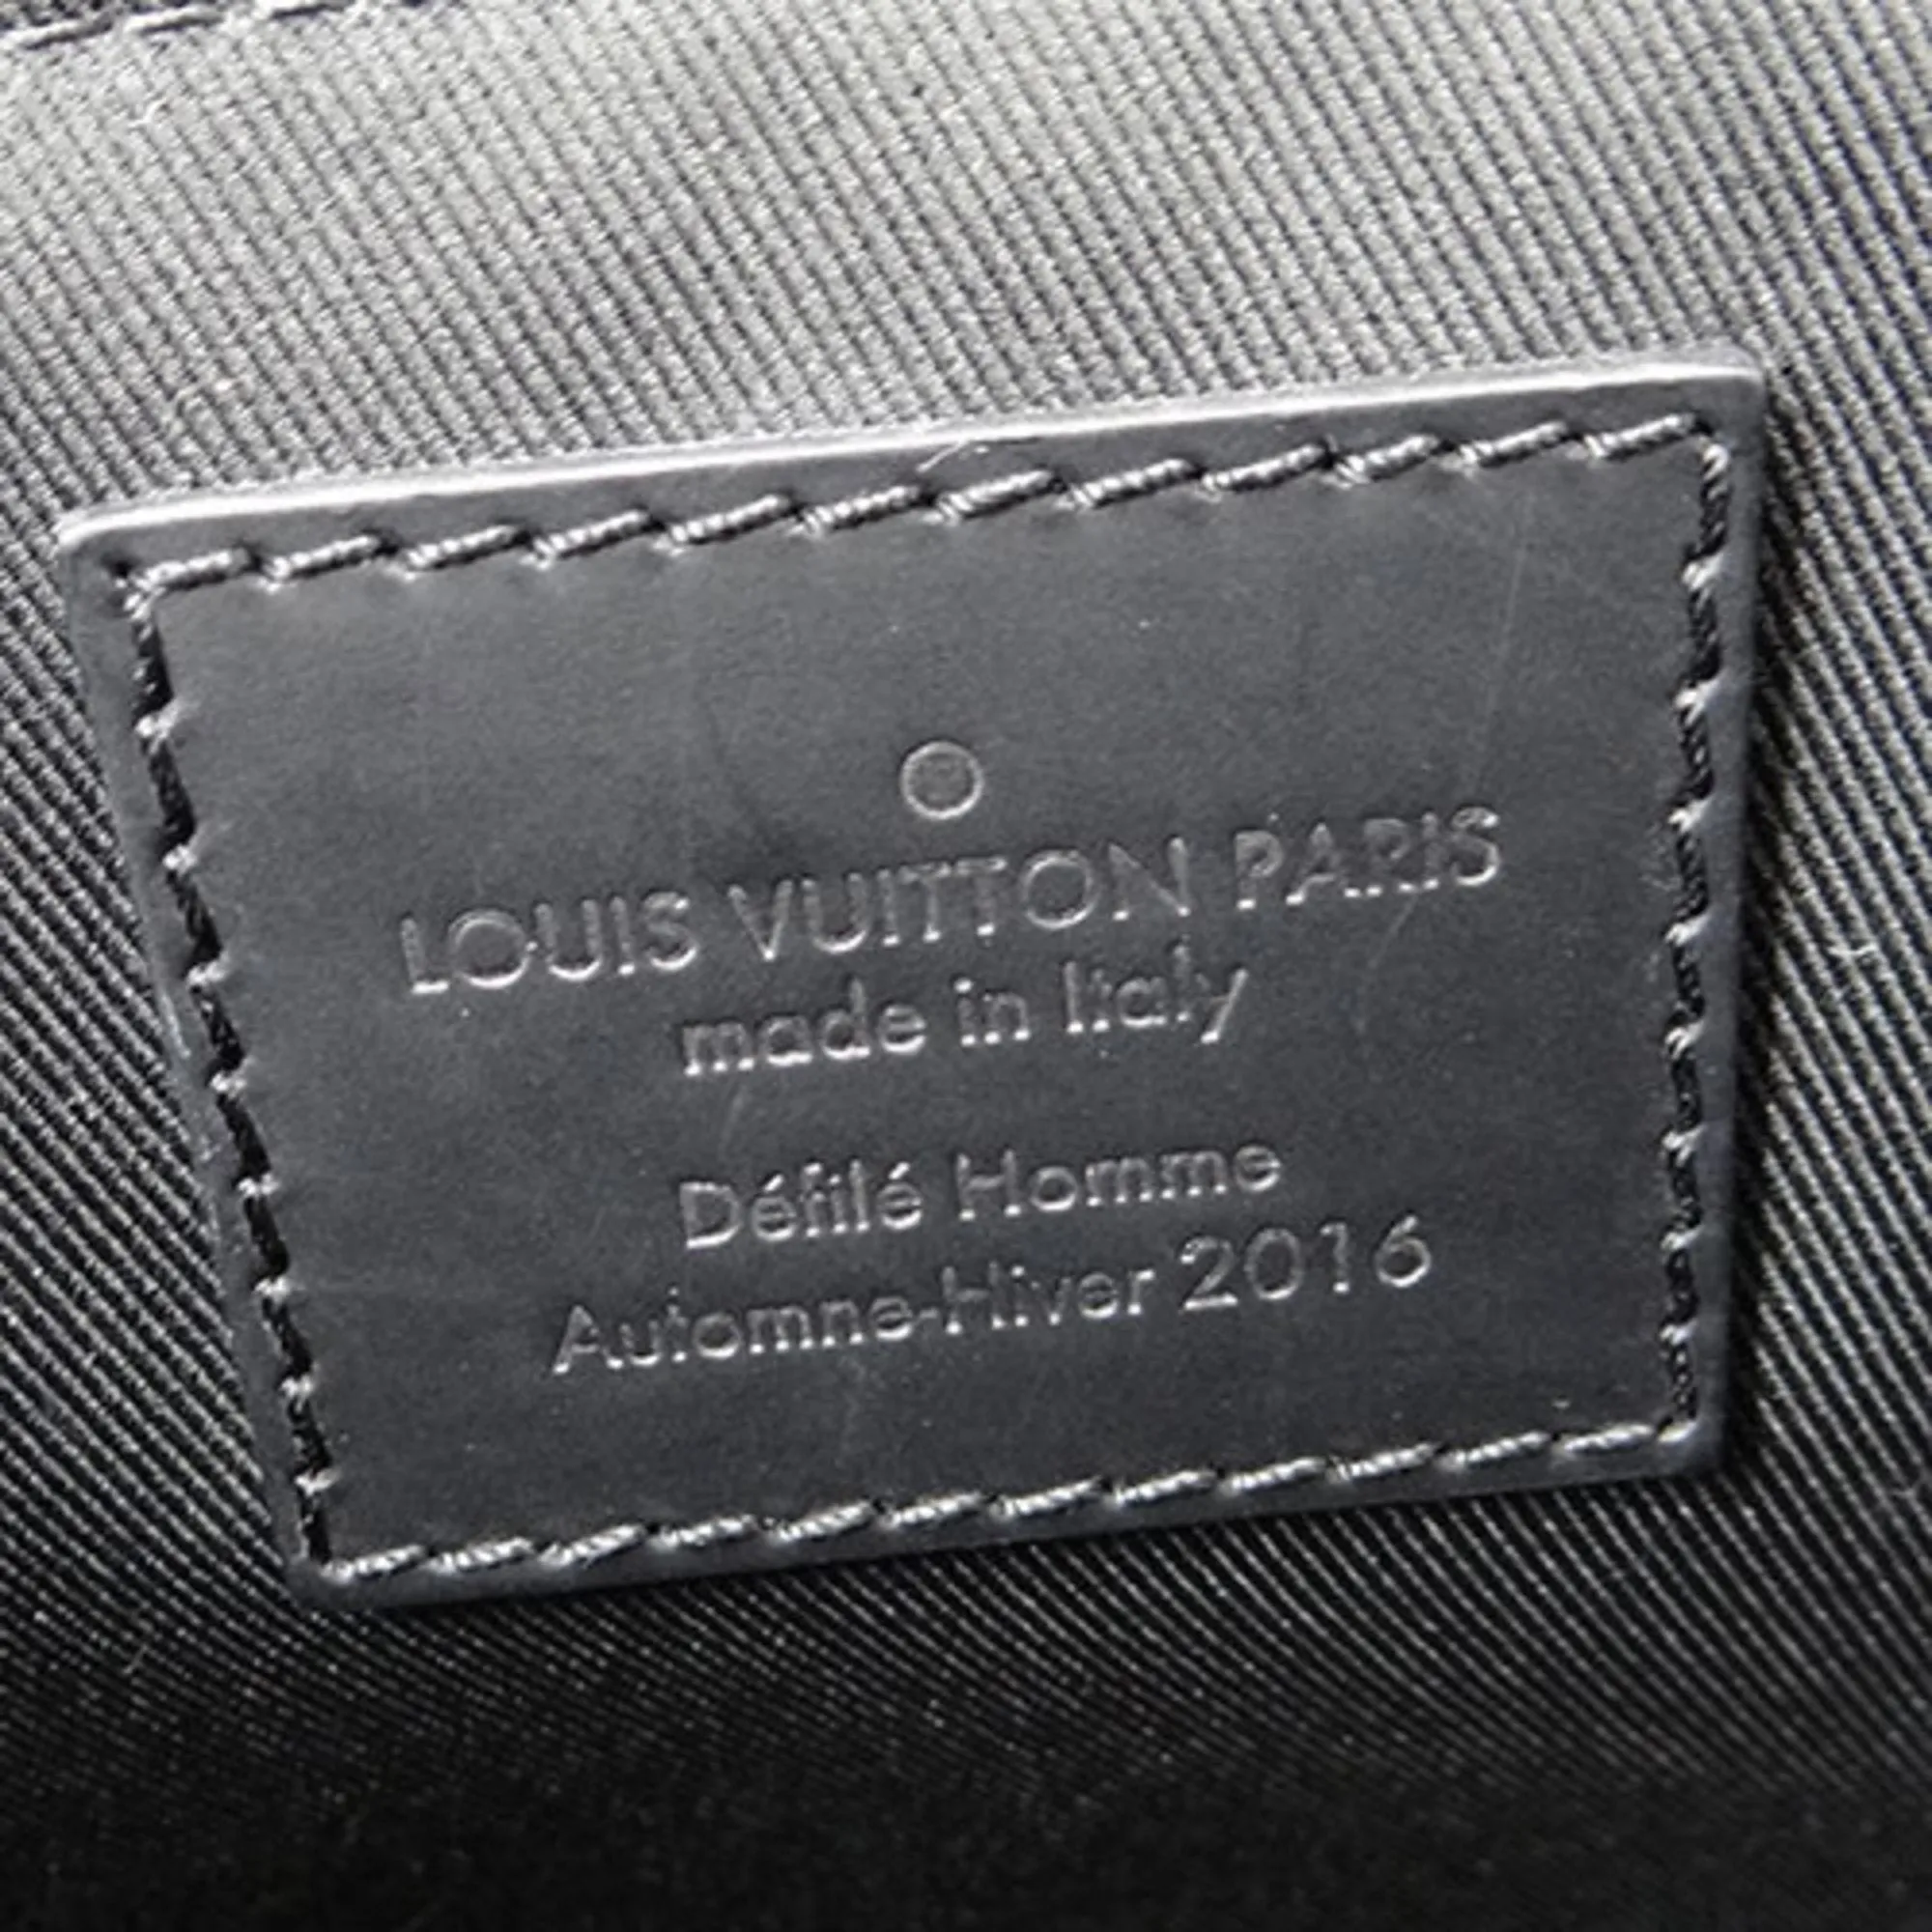 LOUIS VUITTON PARIS
made in Italy
Défilé Homme
Automne-Hiver 2016